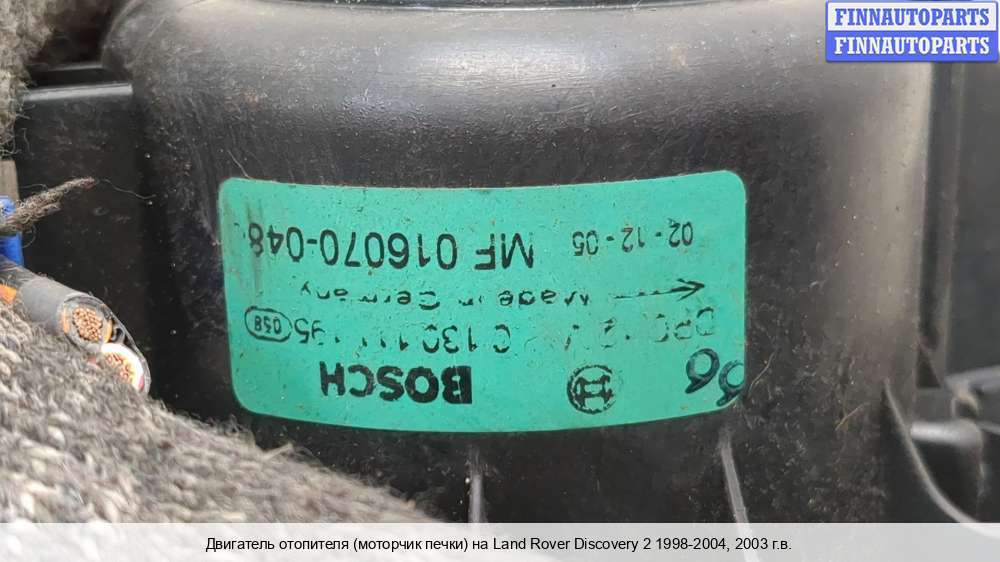 FINNAUTOPARTS
FINNAUTOPARTS
BOSCH
038
Made in Germany
MF 016070-048
02-12-05
Двигатель отопителя (моторчик печки) на Land Rover Discovery 2 1998-2004, 2003 г.в.